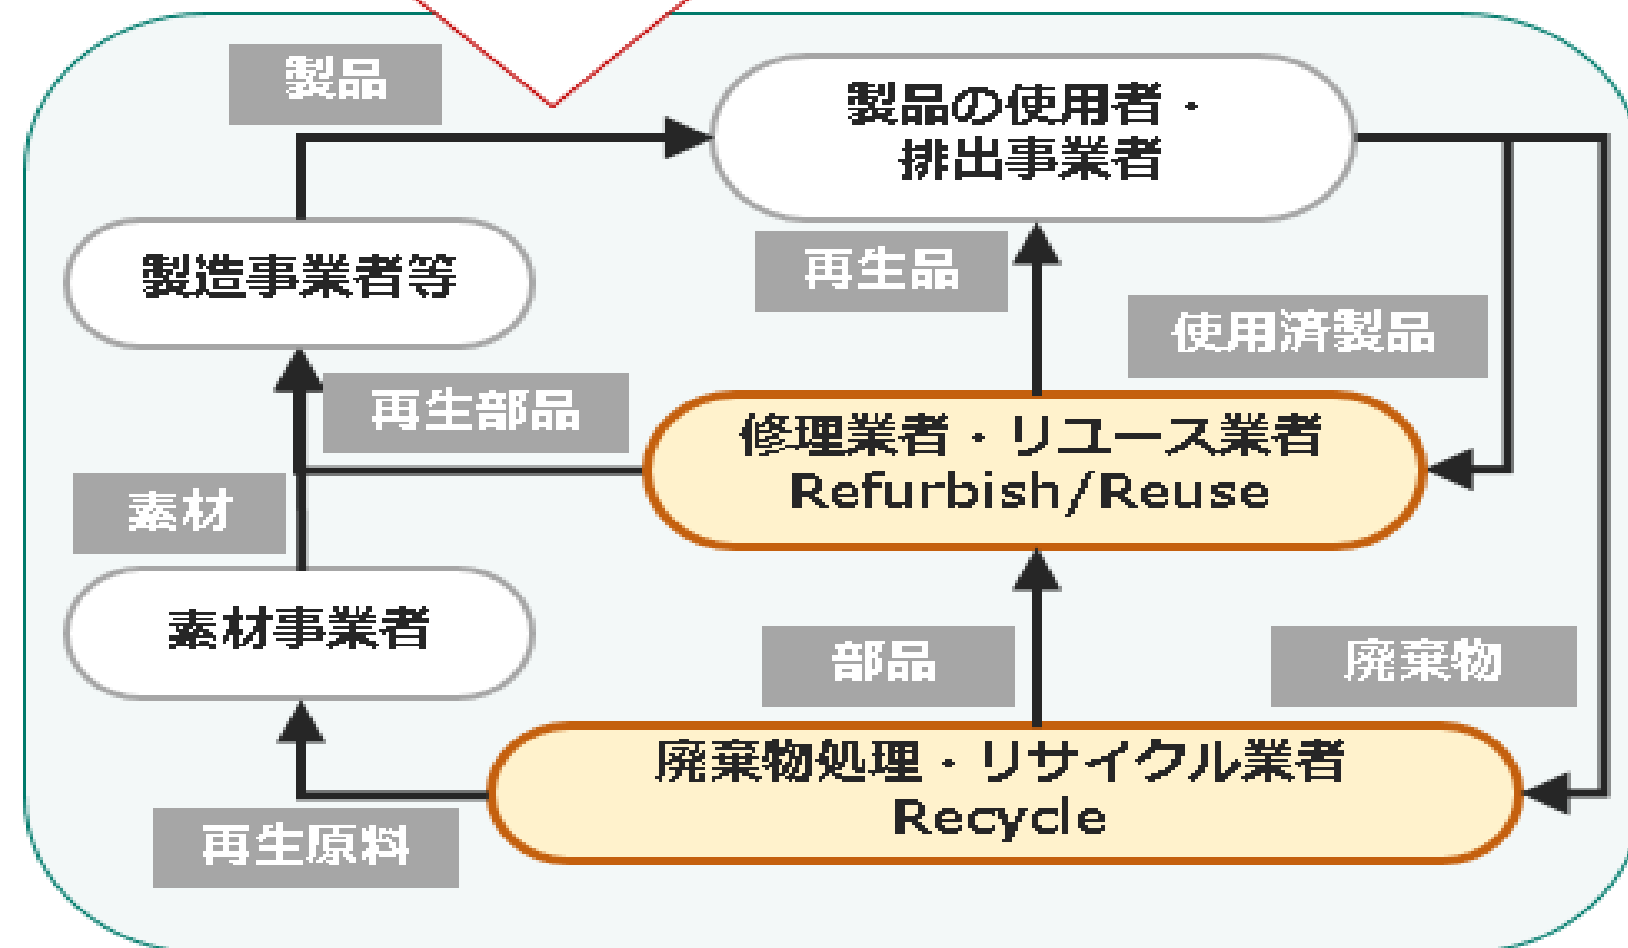 製品
製品の使用者・
排出事業者
製造事業者等
再生品
使用済製品
再生部品
修理業者・リユース業者
Refurbish/Reuse
素材
素材事業者
部品
廃棄物
廃棄物処理・リサイクル業者
Recycle
再生原料